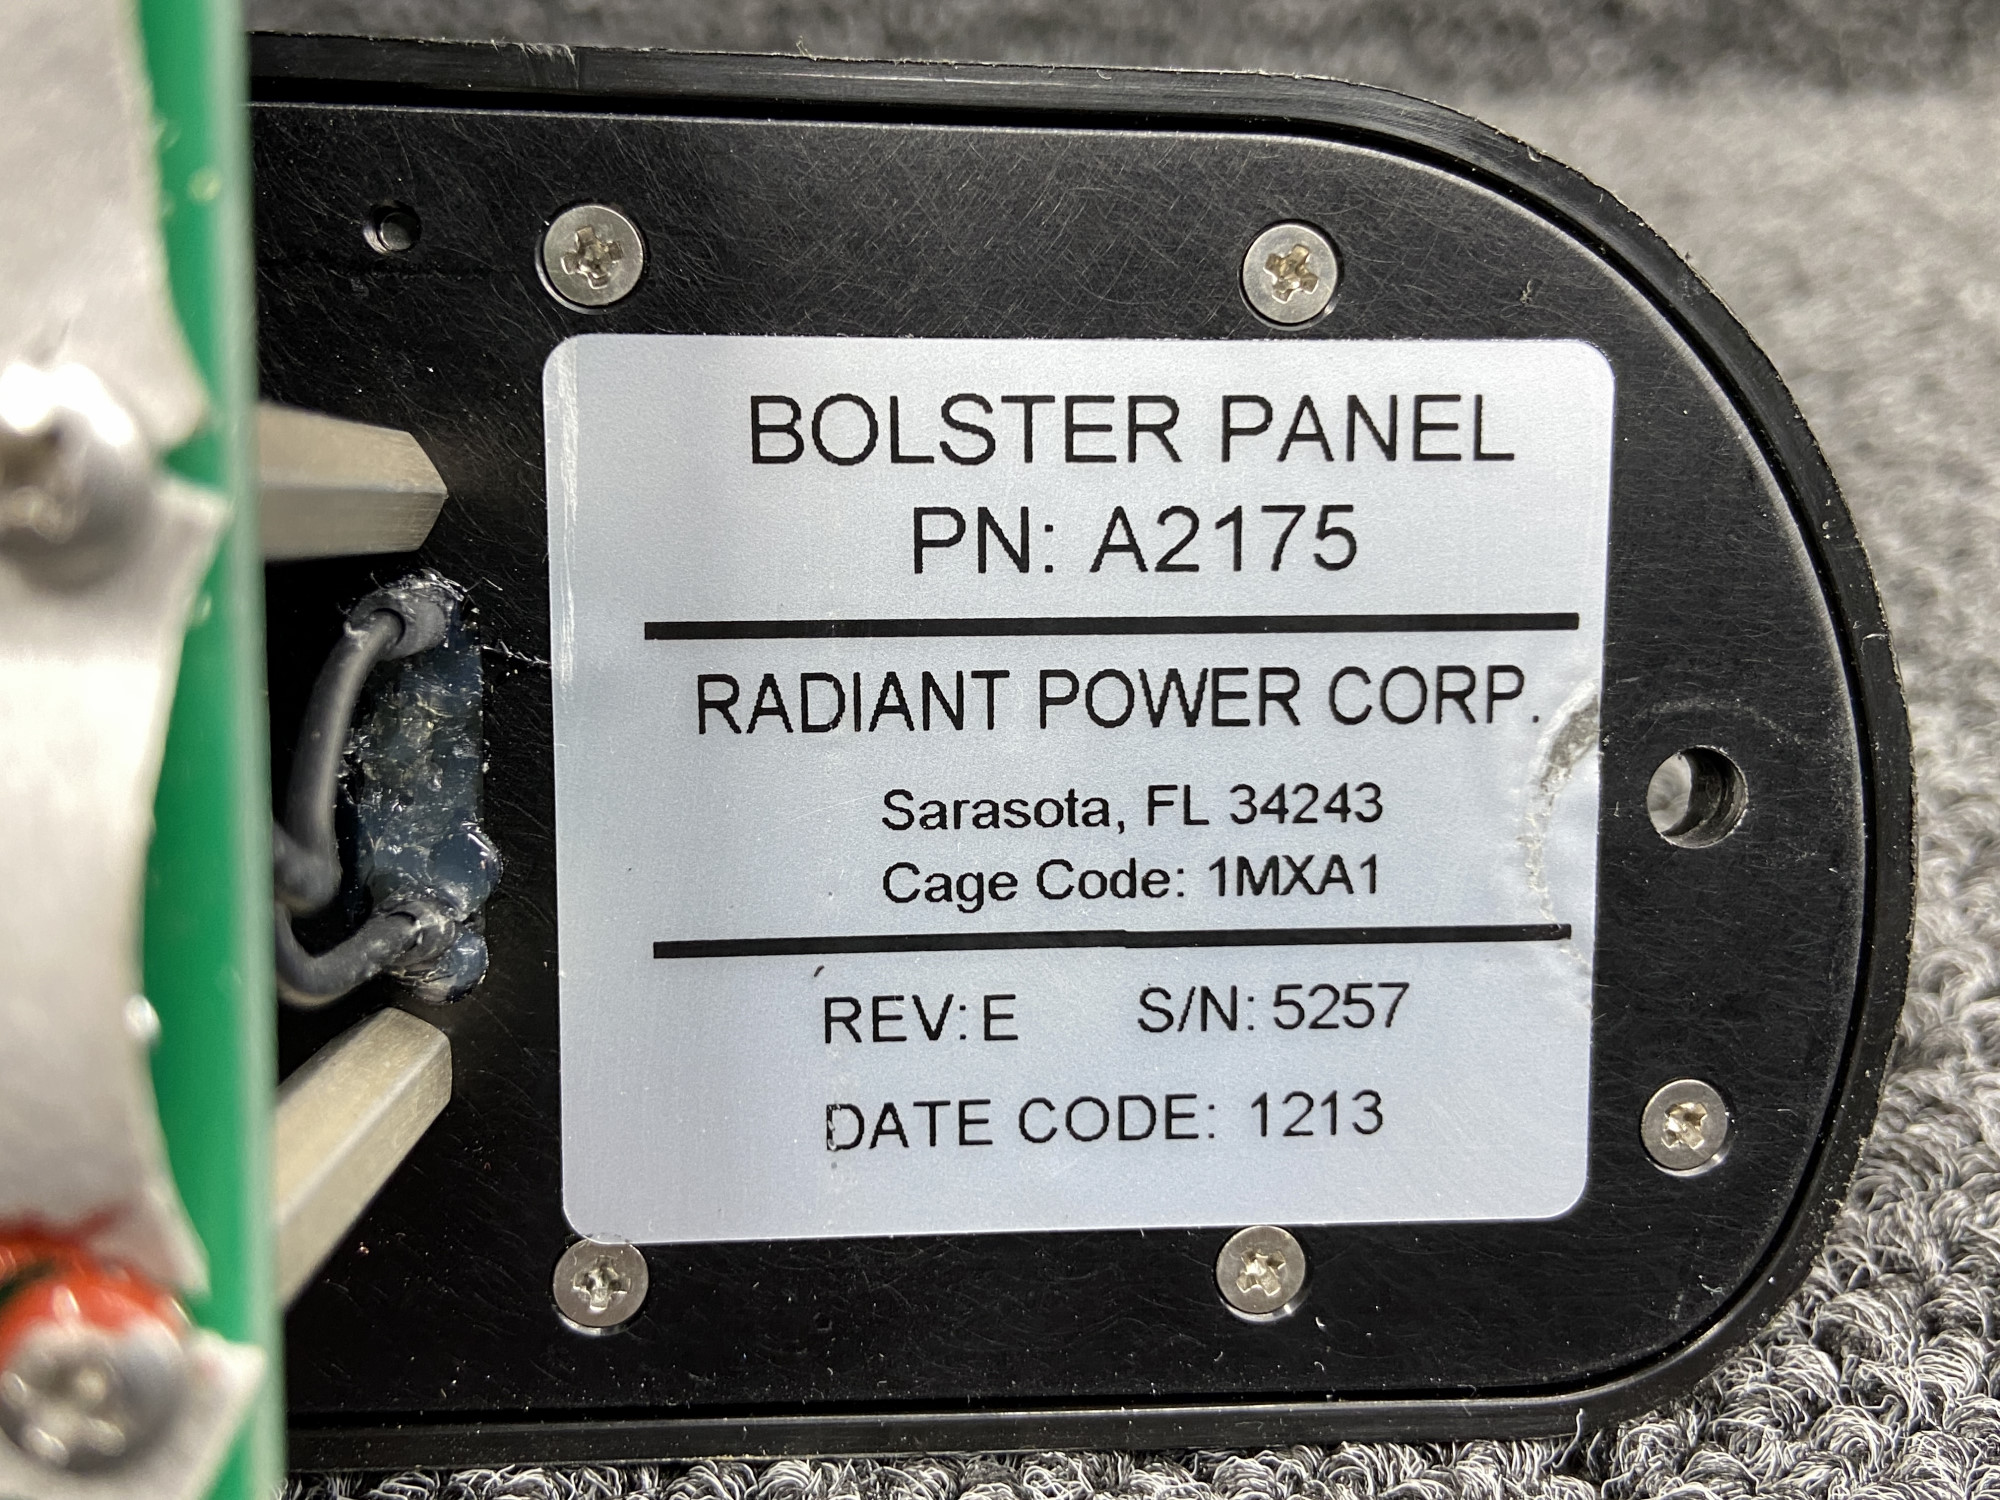 BOLSTER PANEL
PN: A2175
RADIANT POWER CORP.
Sarasota, FL 34243
Cage Code: 1MXA1
REV: E S/N: 5257
DATE CODE: 1213